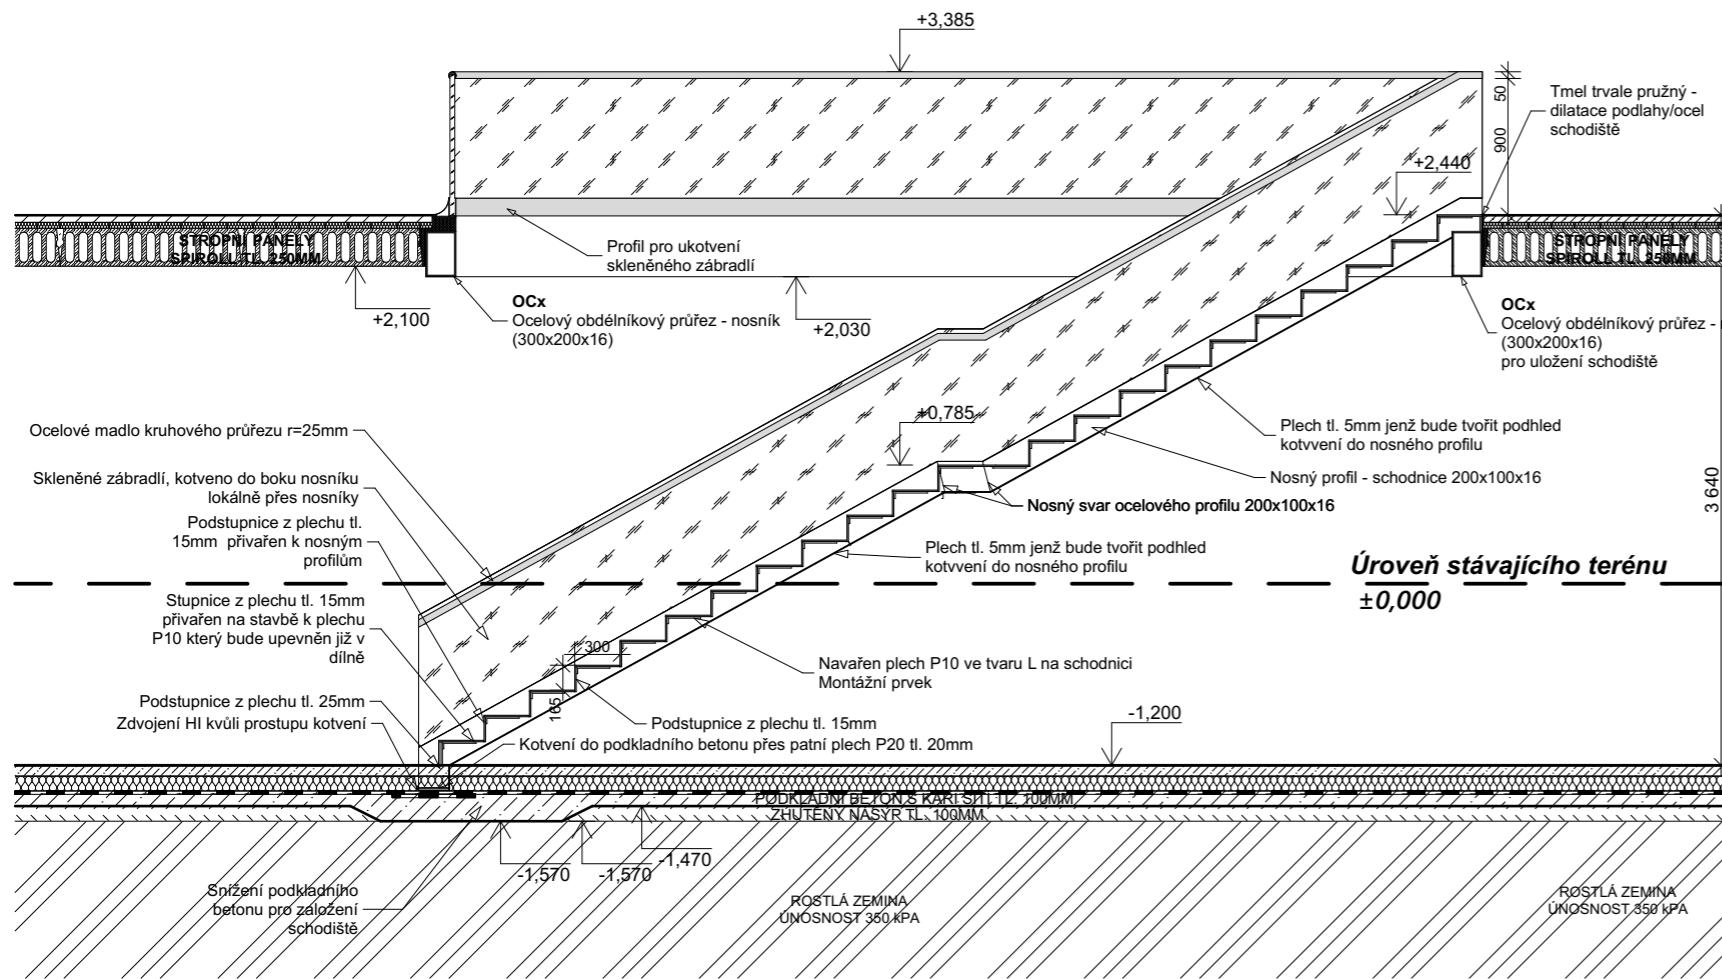 +3,385
50
900
Tmel trvale pružný -
dilatace podlahy/ocel
schodiště
+2,440
STROPNÍ PANELY
SPIROLL TL. 250MM
Profil pro ukotvení
skleněného zábradlí
STROPNÍ PANELY
SPIROLL TL. 250MM
+2,100
OCx
Ocelový obdélníkový průřez - nosník
(300x200x16)
+2,030
OCx
Ocelový obdélníkový průřez -
(300x200x16)
pro uložení schodiště
+0,785
Ocelové madlo kruhového průřezu r=25mm
Plech tl. 5mm jenž bude tvořit podhled
kotvvení do nosného profilu
Skleněné zábradlí, kotveno do boku nosníku
lokálně přes nosníky
Nosný profil - schodnice 200x100x16
3 640
Nosný svar ocelového profilu 200x100x16
Podstupnice z plechu tl.
15mm přivařen k nosným
profilům
Plech tl. 5mm jenž bude tvořit podhled
kotvvení do nosného profilu
Úroveň stávajícího terénu
±0,000
Stupnice z plechu tl. 15mm
přivařen na stavbě k plechu
P10 který bude upevněn již v
dílně
300
165
Navařen plech P10 ve tvaru L na schodnici
Montážní prvek
Podstupnice z plechu tl. 25mm
Zdvojení HI kvůli prostupu kotvení
Podstupnice z plechu tl. 15mm
Kotvení do podkladního betonu přes patní plech P20 tl. 20mm
-1,200
PODKLADNÍ BETON S KARI SÍTÍ TL. 100MM
ZHUTĚNÝ NÁSYP TL. 100MM
-1,570
-1,570
-1,470
Snížení podkladního
betonu pro založení
schodiště
ROSTLÁ ZEMINA
ÚNOSNOST 350 kPA
ROSTLÁ ZEMINA
ÚNOSNOST 350 kPA